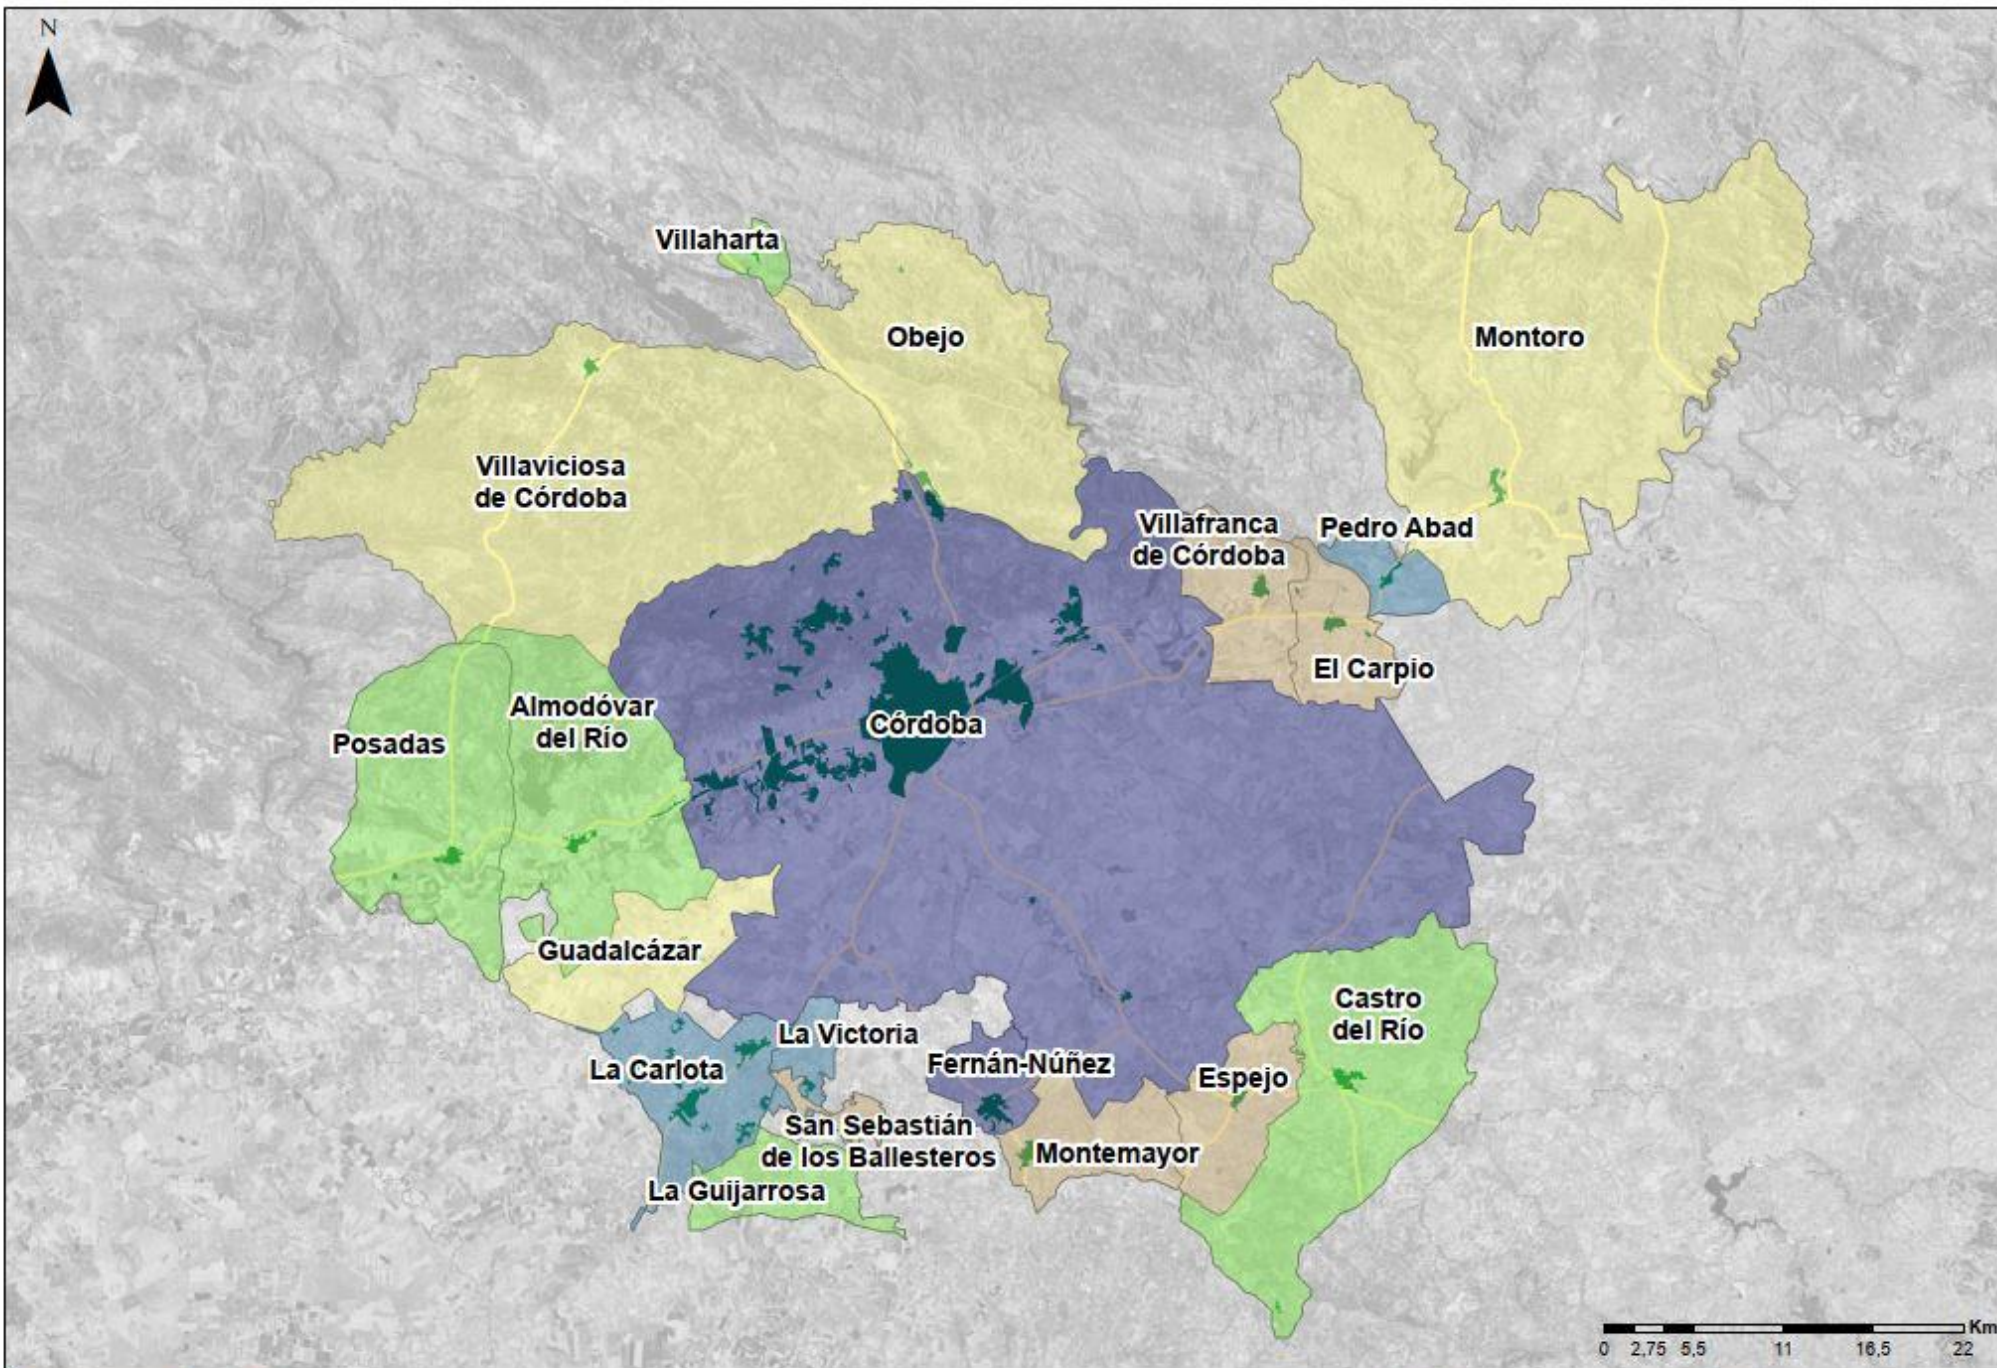 N
Villaharta
Obejo
Montoro
Villaviciosa
de Córdoba
Villafranca
de Córdoba
Pedro Abad
El Carpio
Almodóvar
del Río
Posadas
Córdoba
Guadalcázar
Castro
del Río
La Victoria
La Carlota
Fernán-Núñez
Espejo
San Sebastián
de los Ballesteros
Montemayor
La Guijarrosa
Km
0 2,75 5,5 11 16,5 22